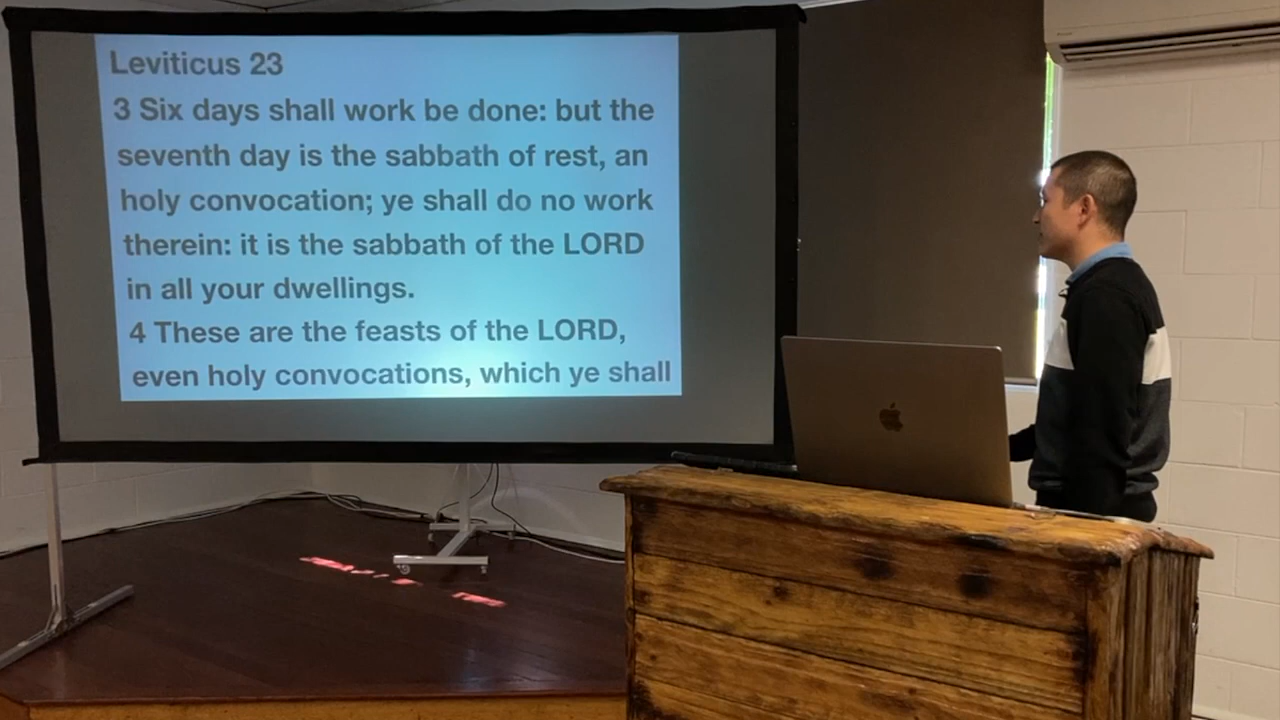 Leviticus 23
3 Six days shall work be done: but the
seventh day is the sabbath of rest, an
holy convocation; ye shall do no work
therein: it is the sabbath of the LORD
in all your dwellings.
4 These are the feasts of the LORD,
even holy convocations, which ye shall